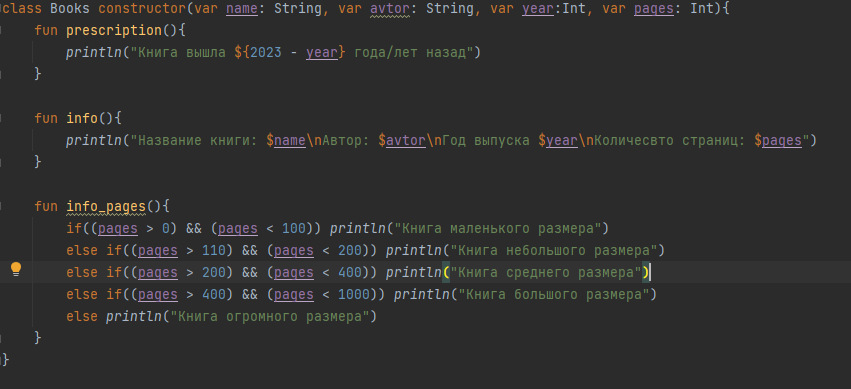 class Books constructor(var name: String, var avtor: String, var year:Int, var pages: Int){
fun prescription(){
println("Книга вышла ${2023 - year} года/лет назад")
}
fun info(){
println("Название книги: $name\nАвтор: $avtor\nГод выпуска $year\nКоличесвто страниц: $pages")
}
fun info_pages(){
if((pages > 0) && (pages < 100)) println("Книга маленького размера")
else if((pages > 110) && (pages < 200)) println("Книга небольшого размера")
else if((pages > 200) && (pages < 400)) println("Книга среднего размера")
else if((pages > 400) && (pages < 1000)) println("Книга большого размера")
else println("Книга огромного размера")
}
}